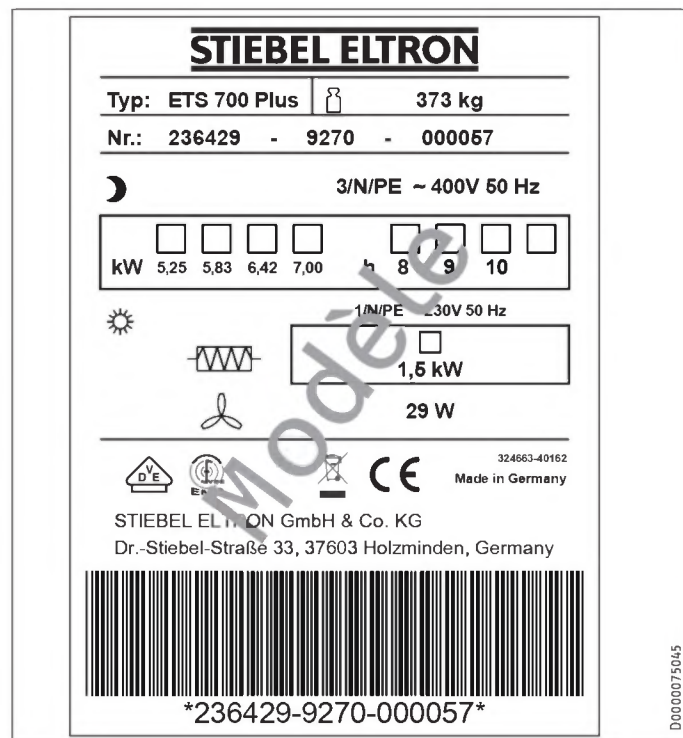 STIEBEL ELTRON
Typ: ETS 700 Plus 373 kg
Nr.: 236429 - 9270 - 000057
3/N/PE ~ 400V 50 Hz
kW 5,25 5,83 6,42 7,00 h 8 9 10
1/N/PE 230V 50 Hz
1,5 kW
29 W
DVE
CE
324663-40162
Made in Germany
STIEBEL ELTRON GmbH & Co. KG
Dr.-Stiebel-Straße 33, 37603 Holzminden, Germany
*236429-9270-000057*
Modèle
D0000075045